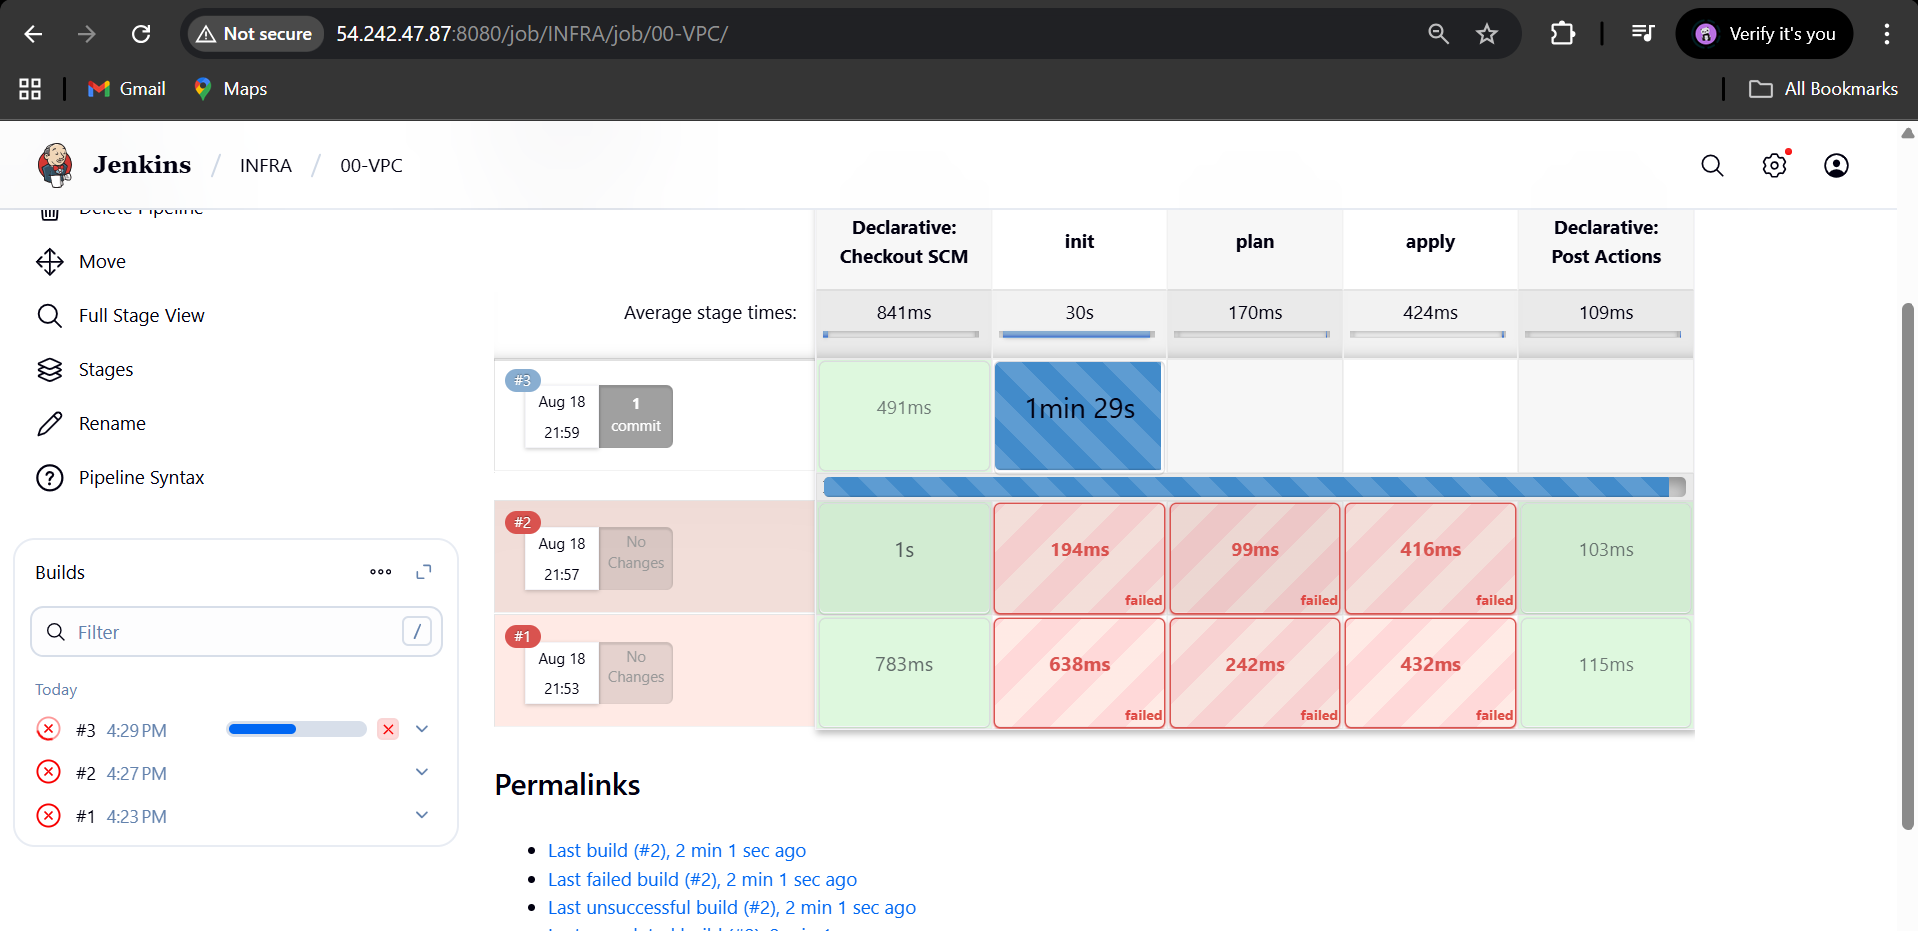 Not secure
54.242.47.87:8080/job/INFRA/job/00-VPC/
Verify it's you
Gmail
Maps
All Bookmarks
Jenkins / INFRA / 00-VPC
Delete Pipeline
Move
Full Stage View
Stages
Rename
Pipeline Syntax
Builds
Filter
/
Today
#3 4:29 PM
#2 4:27 PM
#1 4:23 PM
Declarative:
Checkout SCM
init
plan
apply
Declarative:
Post Actions
Average stage times:
841ms
30s
170ms
424ms
109ms
#3
Aug 18
21:59
1
commit
491ms
1min 29s
#2
Aug 18
21:57
No
Changes
1s
194ms
failed
99ms
failed
416ms
failed
103ms
#1
Aug 18
21:53
No
Changes
783ms
638ms
failed
242ms
failed
432ms
failed
115ms
Permalinks
Last build (#2), 2 min 1 sec ago
Last failed build (#2), 2 min 1 sec ago
Last unsuccessful build (#2), 2 min 1 sec ago